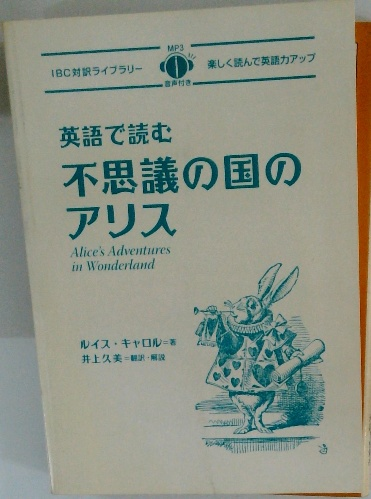 MP3
IBC対訳ライブラリー
音声付き
楽しく読んで英語力アップ
英語で読む
不思議の国の
アリス
Alice's Adventures
in Wonderland
ルイス・キャロル=著
井上久美=翻訳・解説